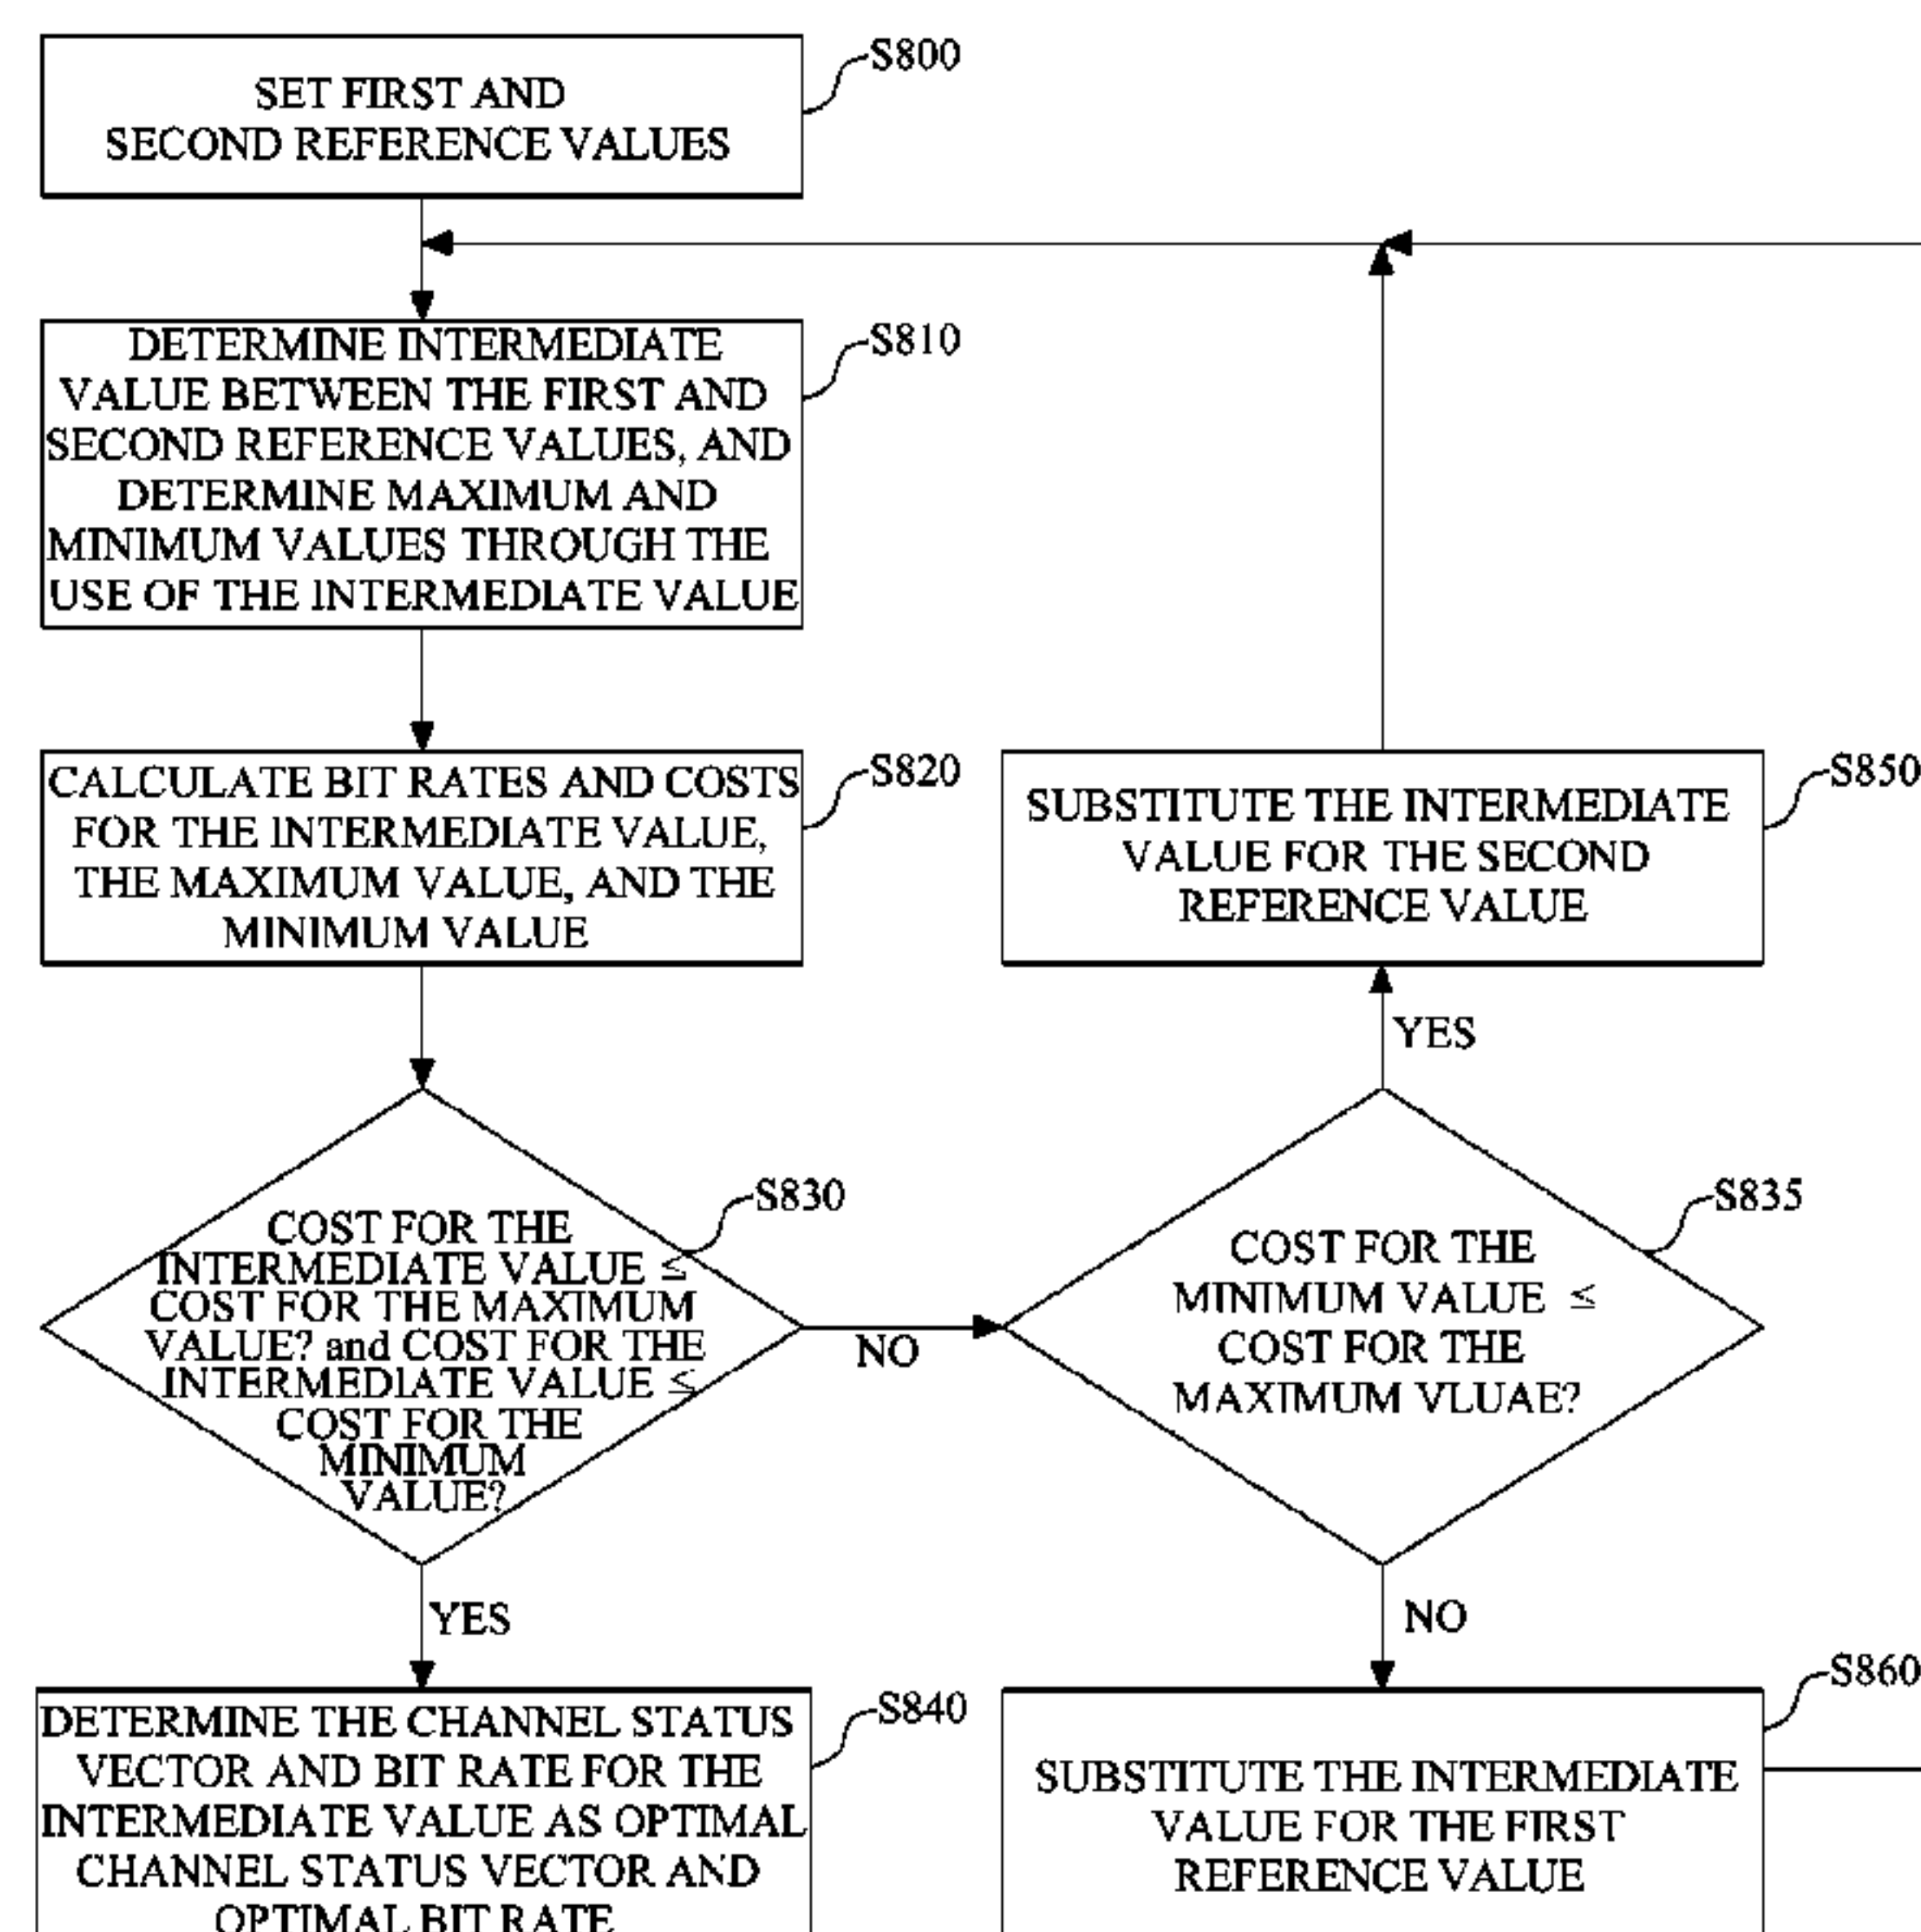 SET FIRST AND
SECOND REFERENCE VALUES
S800
DETERMINE INTERMEDIATE
VALUE BETWEEN THE FIRST AND
SECOND REFERENCE VALUES, AND
DETERMINE MAXIMUM AND
MINIMUM VALUES THROUGH THE
USE OF THE INTERMEDIATE VALUE
S810
CALCULATE BIT RATES AND COSTS
FOR THE INTERMEDIATE VALUE,
THE MAXIMUM VALUE, AND THE
MINIMUM VALUE
S820
SUBSTITUTE THE INTERMEDIATE
VALUE FOR THE SECOND
REFERENCE VALUE
S850
YES
COST FOR THE
INTERMEDIATE VALUE ≤
COST FOR THE MAXIMUM
VALUE? and COST FOR THE
INTERMEDIATE VALUE ≤
COST FOR THE
MINIMUM
VALUE?
S830
NO
COST FOR THE
MINIMUM VALUE ≤
COST FOR THE
MAXIMUM VLUAE?
S835
YES
NO
DETERMINE THE CHANNEL STATUS
VECTOR AND BIT RATE FOR THE
INTERMEDIATE VALUE AS OPTIMAL
CHANNEL STATUS VECTOR AND
OPTIMAL BIT RATE
S840
SUBSTITUTE THE INTERMEDIATE
VALUE FOR THE FIRST
REFERENCE VALUE
S860